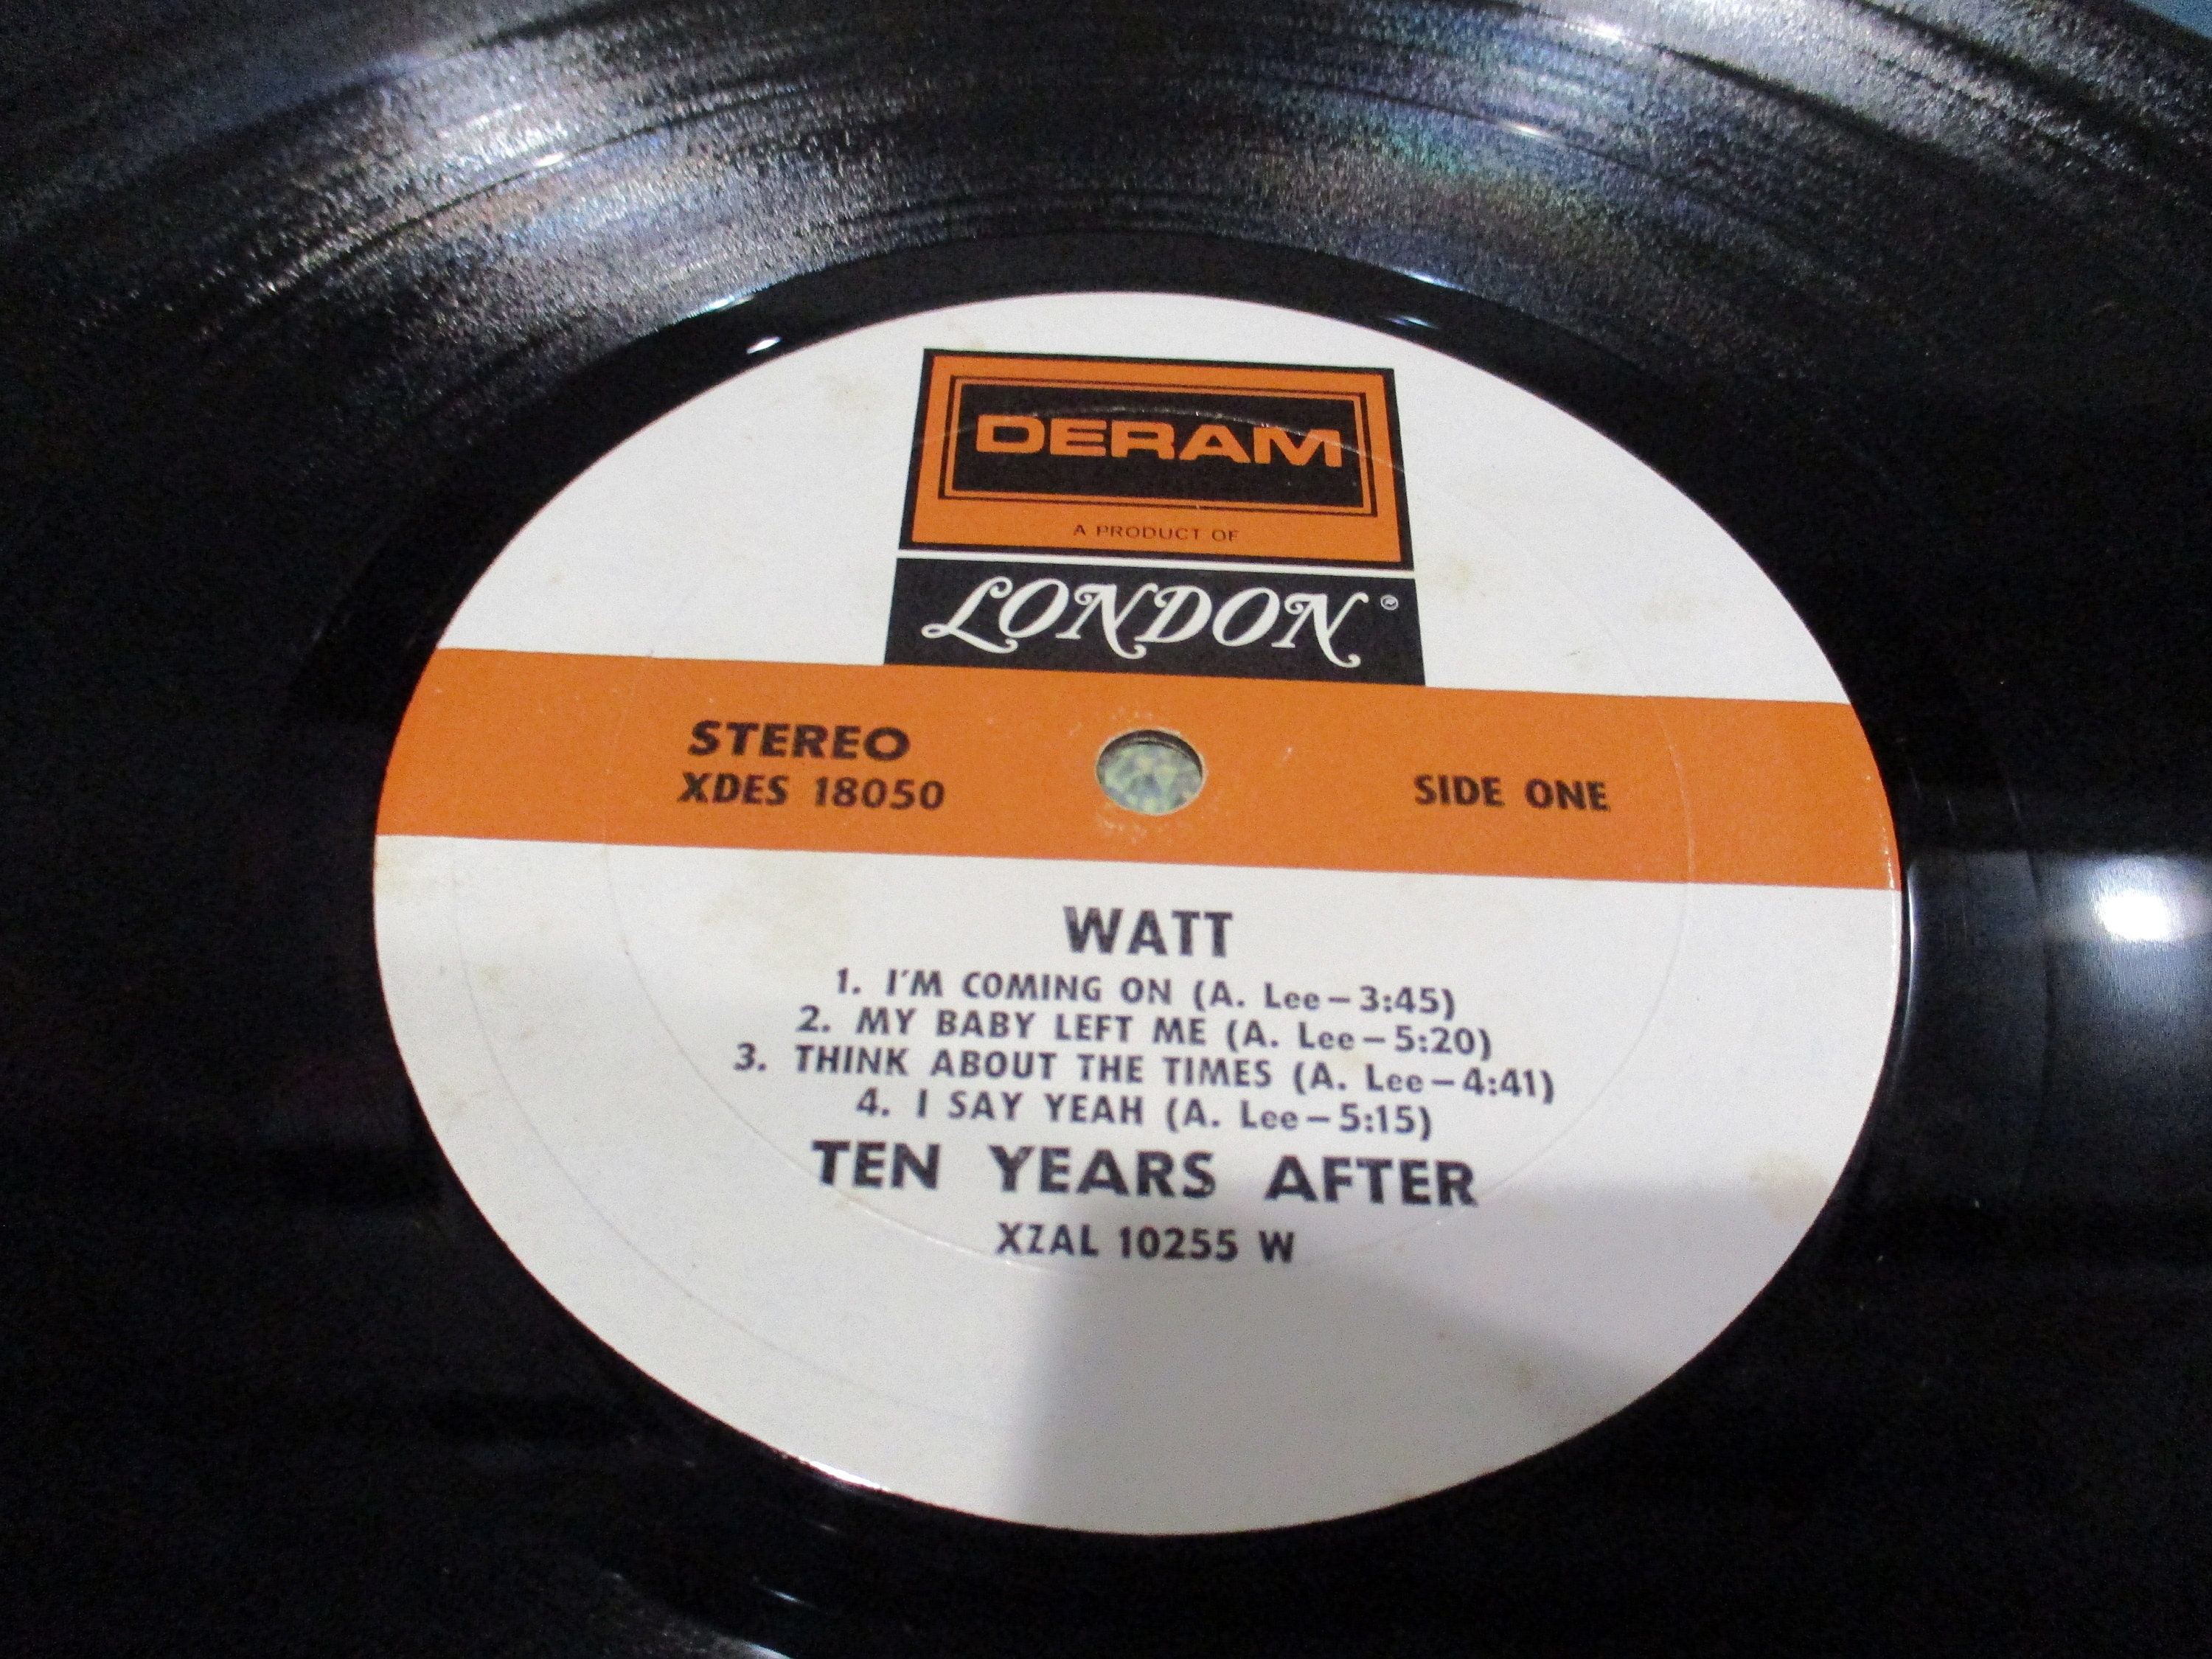 DERAM
A PRODUCT OF
LONDON®
STEREO
XDES 18050
SIDE ONE
WATT
1. I'M COMING ON (A. Lee—3:45)
2. MY BABY LEFT ME (A. Lee—5:20)
3. THINK ABOUT THE TIMES (A. Lee—4:41)
4. I SAY YEAH (A. Lee—5:15)
TEN YEARS AFTER
XZAL 10255 W